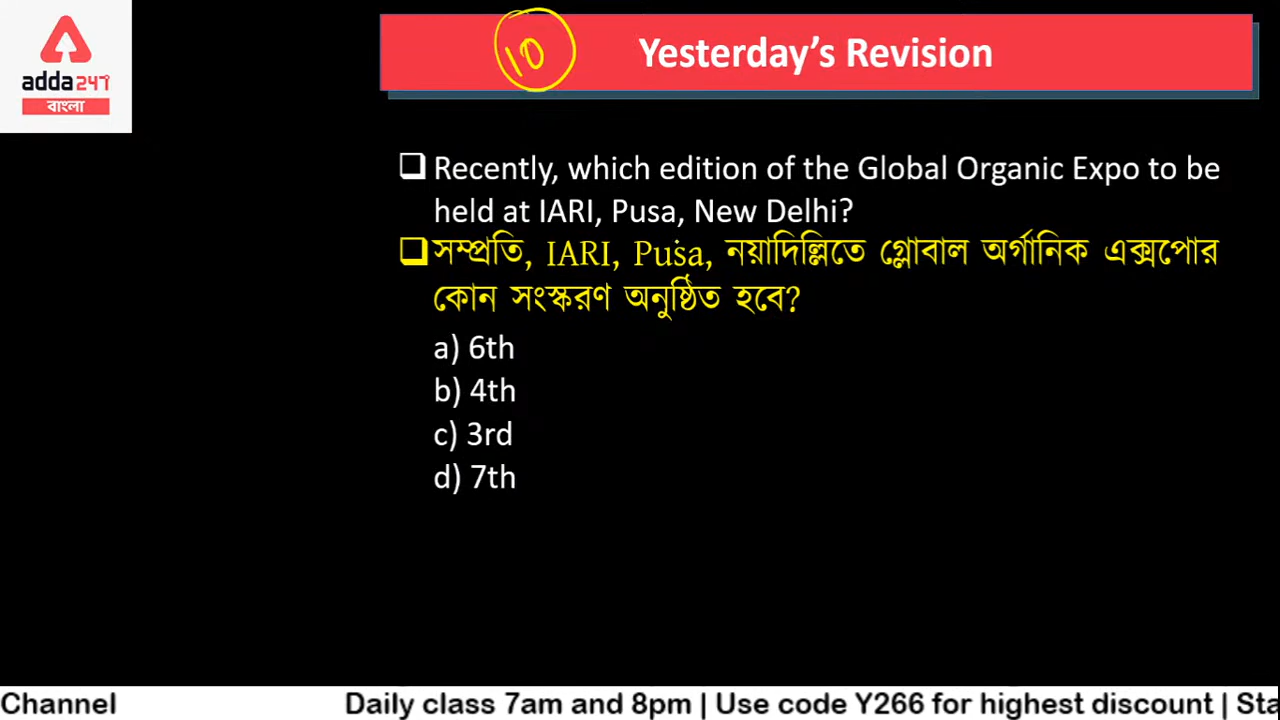 adda247
বাংলা
10
Yesterday's Revision
Recently, which edition of the Global Organic Expo to be
held at IARI, Pusa, New Delhi?
সম্প্রতি, IARI, Pusa, নয়াদিল্লিতে গ্লোবাল অর্গানিক এক্সপোর
কোন সংস্করণ অনুষ্ঠিত হবে?
a) 6th
b) 4th
c) 3rd
d) 7th
Channel Daily class 7am and 8pm | Use code Y266 for highest discount | Sta